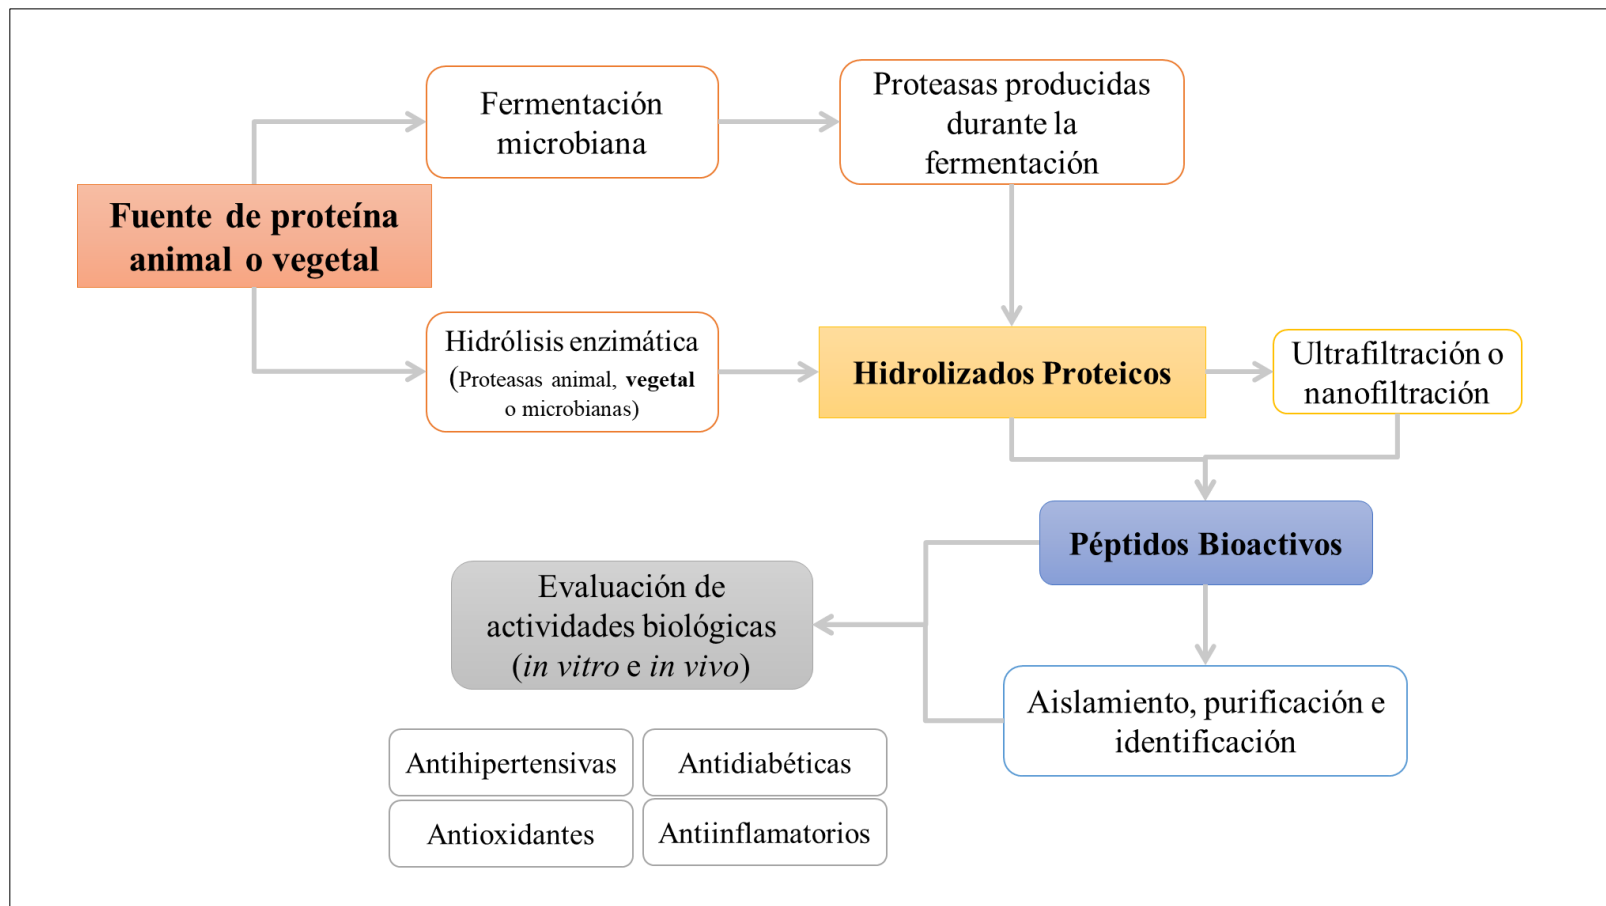 Fermentación
microbiana
Proteasas producidas
durante la
fermentación
Fuente de proteína
animal o vegetal
Hidrólisis enzimática
(Proteasas animal, vegetal
o microbianas)
Hidrolizados Proteicos
Ultrafiltración o
nanofiltración
Péptidos Bioactivos
Evaluación de
actividades biológicas
(in vitro e in vivo)
Aislamiento, purificación e
identificación
Antihipertensivas
Antidiabéticas
Antioxidantes
Antiinflamatorios